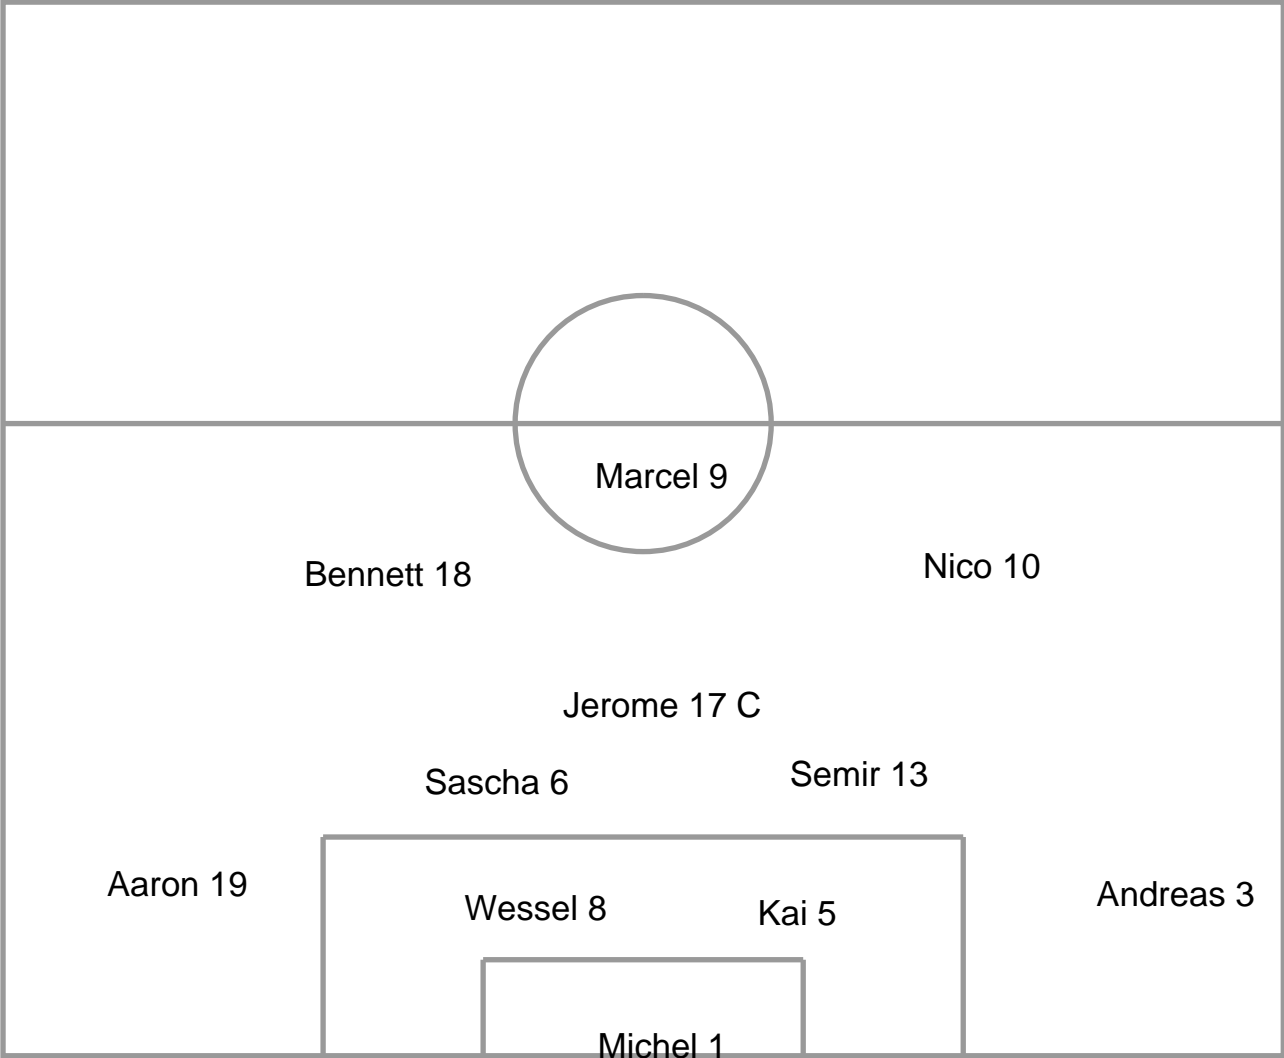 Marcel 9
Bennett 18
Nico 10
Jerome 17 C
Sascha 6
Semir 13
Aaron 19
Wessel 8
Kai 5
Andreas 3
Michel 1